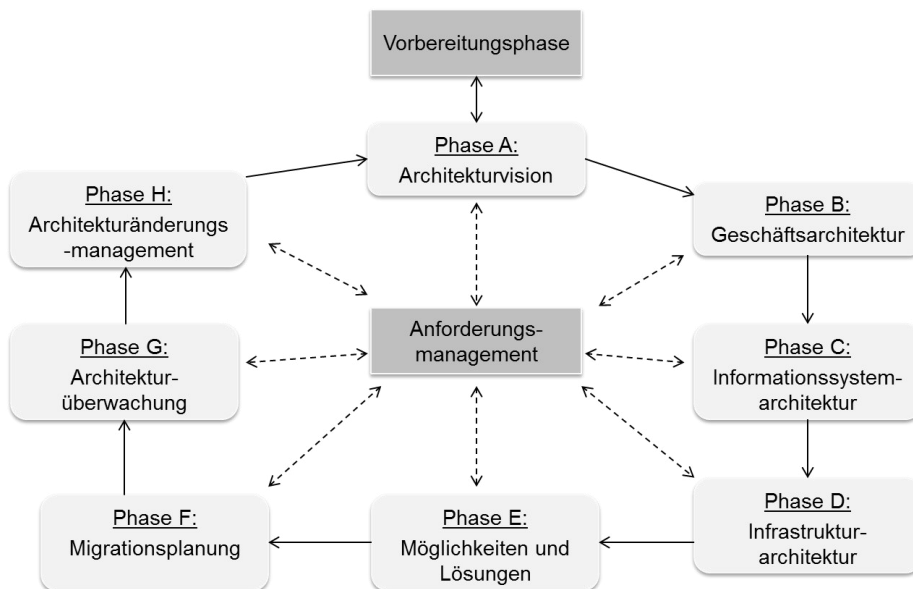 Vorbereitungsphase
Phase A:
Architekturvision
Phase B:
Geschäftsarchitektur
Phase C:
Informationssystem-
architektur
Phase D:
Infrastruktur-
architektur
Phase E:
Möglichkeiten und
Lösungen
Phase F:
Migrationsplanung
Phase G:
Architektur-
überwachung
Phase H:
Architekturänderungs
-management
Anforderungs-
management